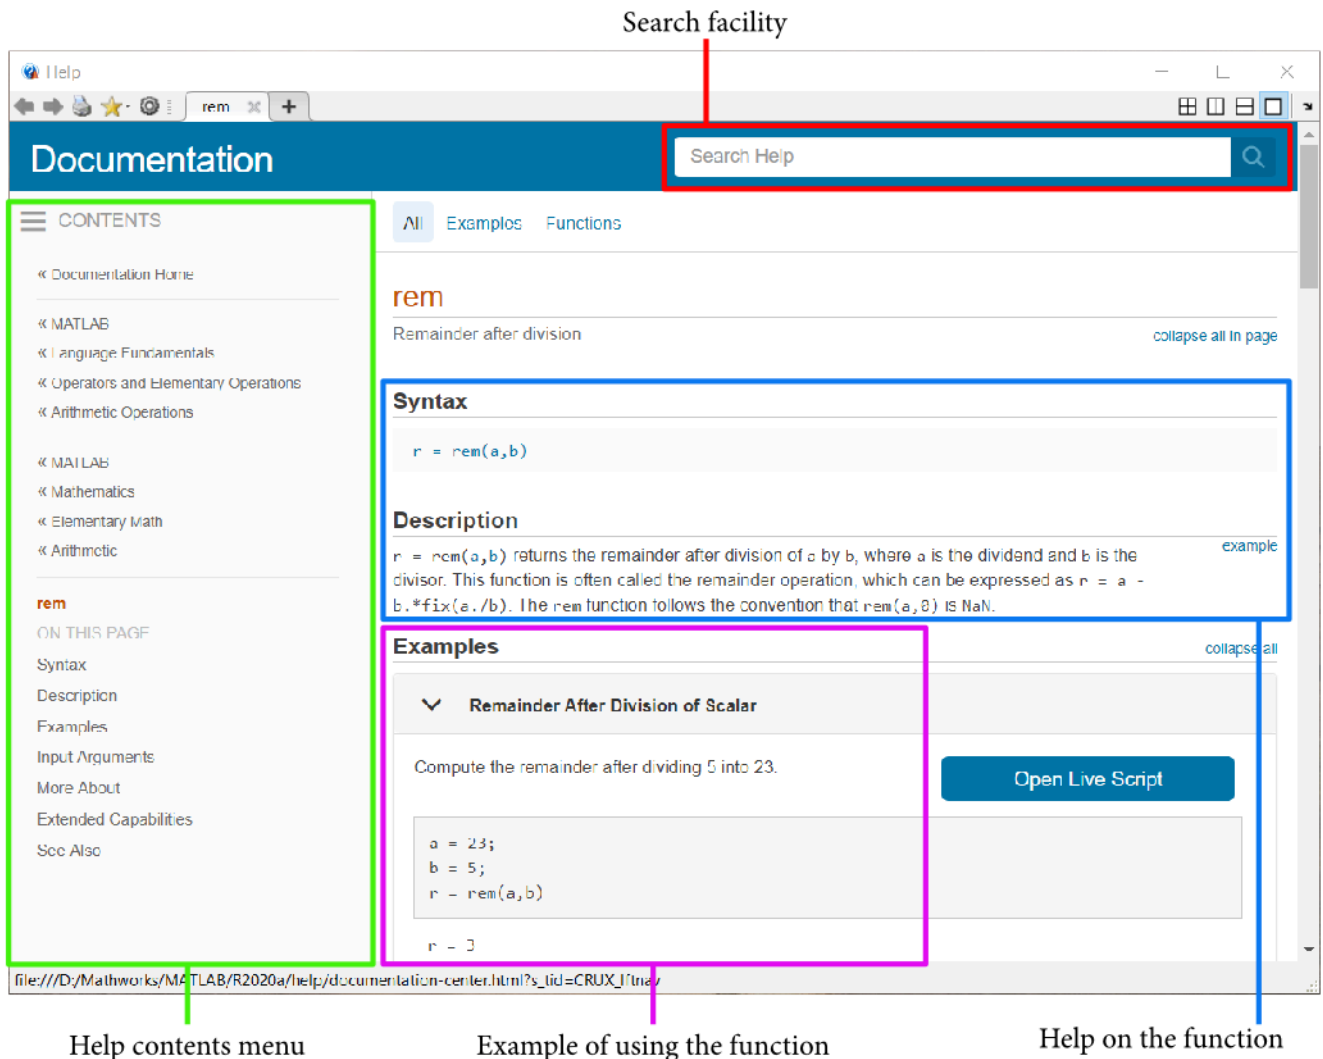 Search facility
Help
rem
Documentation
Search Help
CONTENTS
« Documentation Home
« MATLAB
« Language Fundamentals
« Operators and Elementary Operations
« Arithmetic Operations
« MATLAB
« Mathematics
« Elementary Math
« Arithmetic
rem
ON THIS PAGE
Syntax
Description
Examples
Input Arguments
More About
Extended Capabilities
See Also
All Examples Functions
rem
Remainder after division
collapse all in page
Syntax
r = rem(a,b)
Description
r = rem(a,b) returns the remainder after division of a by b, where a is the dividend and b is the
example
divisor. This function is often called the remainder operation, which can be expressed as r = a -
b.*fix(a./b). The rem function follows the convention that rem(a,0) is NaN.
Examples
collapse all
Remainder After Division of Scalar
Compute the remainder after dividing 5 into 23.
Open Live Script
a = 23;
b = 5;
r = rem(a,b)
r = 3
file:///D:/Mathworks/MATLAB/R2020a/help/documentation-center.html?s_tid=CRUX_lftnav
Help contents menu
Example of using the function
Help on the function